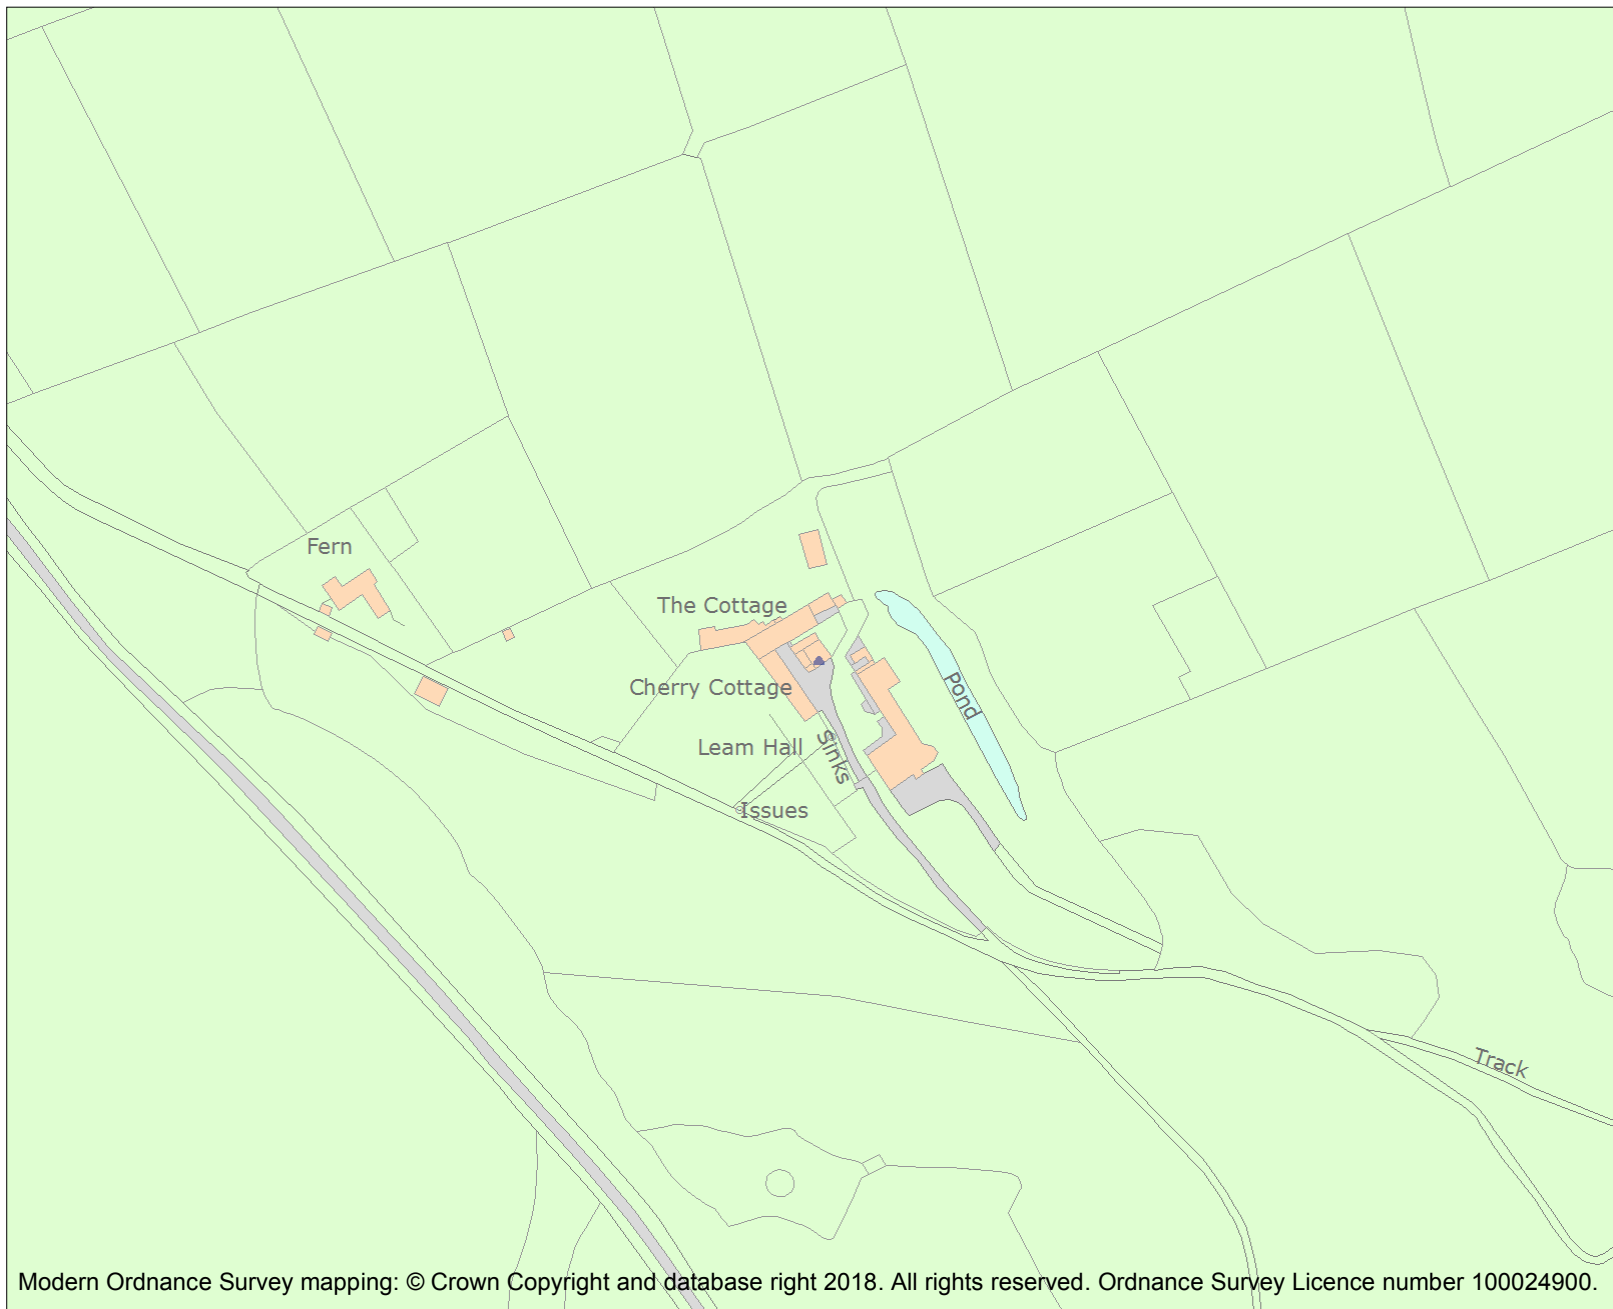 Fern
The Cottage
Cherry Cottage
Pond
Leam Hall
Sinks
Issues
Track
Modern Ordnance Survey mapping: © Crown Copyright and database right 2018. All rights reserved. Ordnance Survey Licence number 100024900.